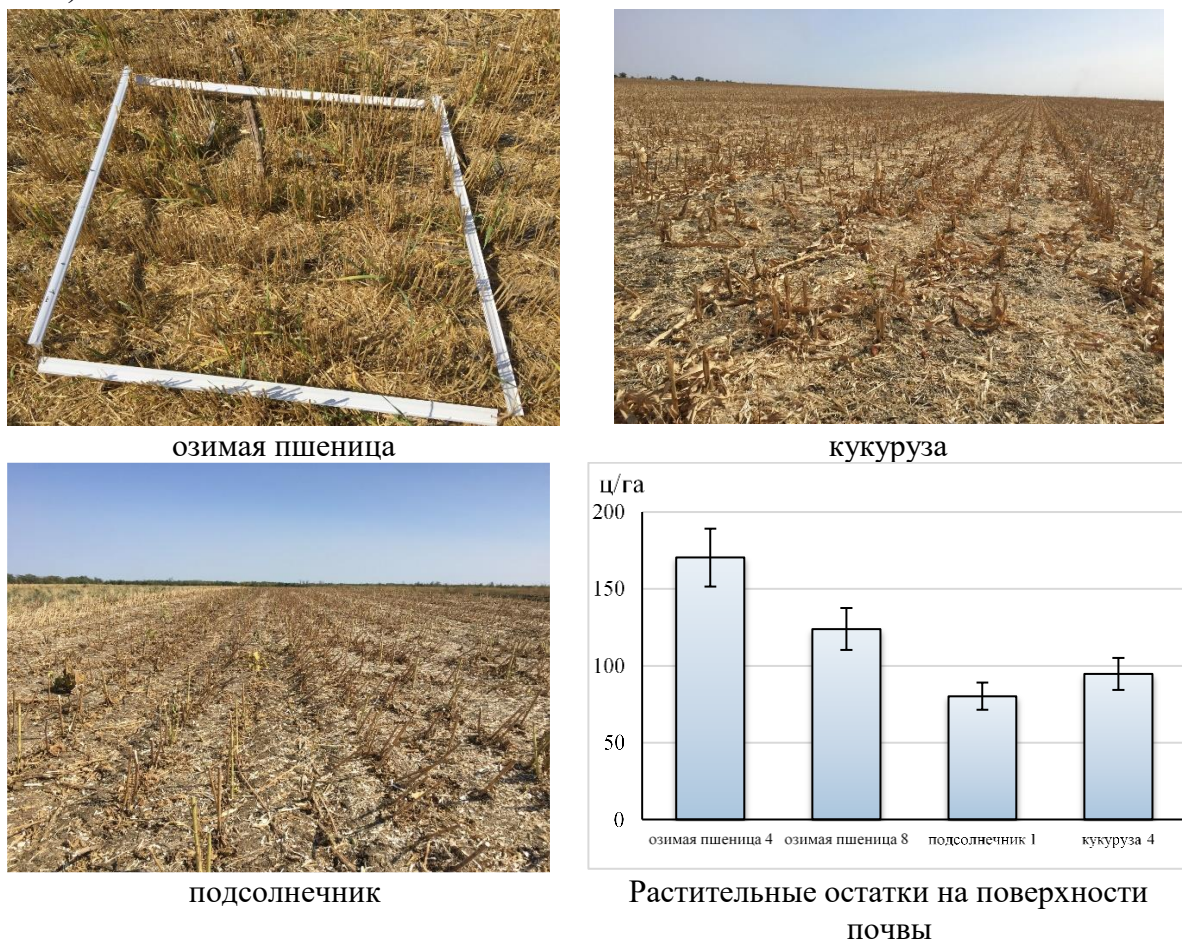 озимая пшеница
кукуруза
ц/га
200
150
100
50
0
озимая пшеница 4 озимая пшеница 8 подсолнечник 1 кукуруза 4
подсолнечник
Растительные остатки на поверхности
почвы